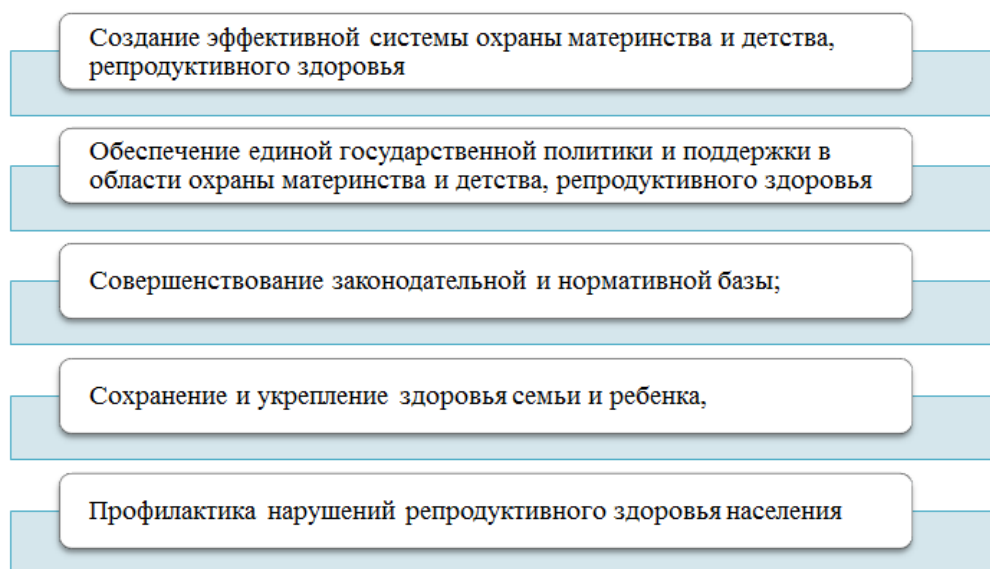 Создание эффективной системы охраны материнства и детства,
репродуктивного здоровья
Обеспечение единой государственной политики и поддержки в
области охраны материнства и детства, репродуктивного здоровья
Совершенствование законодательной и нормативной базы;
Сохранение и укрепление здоровья семьи и ребенка,
Профилактика нарушений репродуктивного здоровья населения